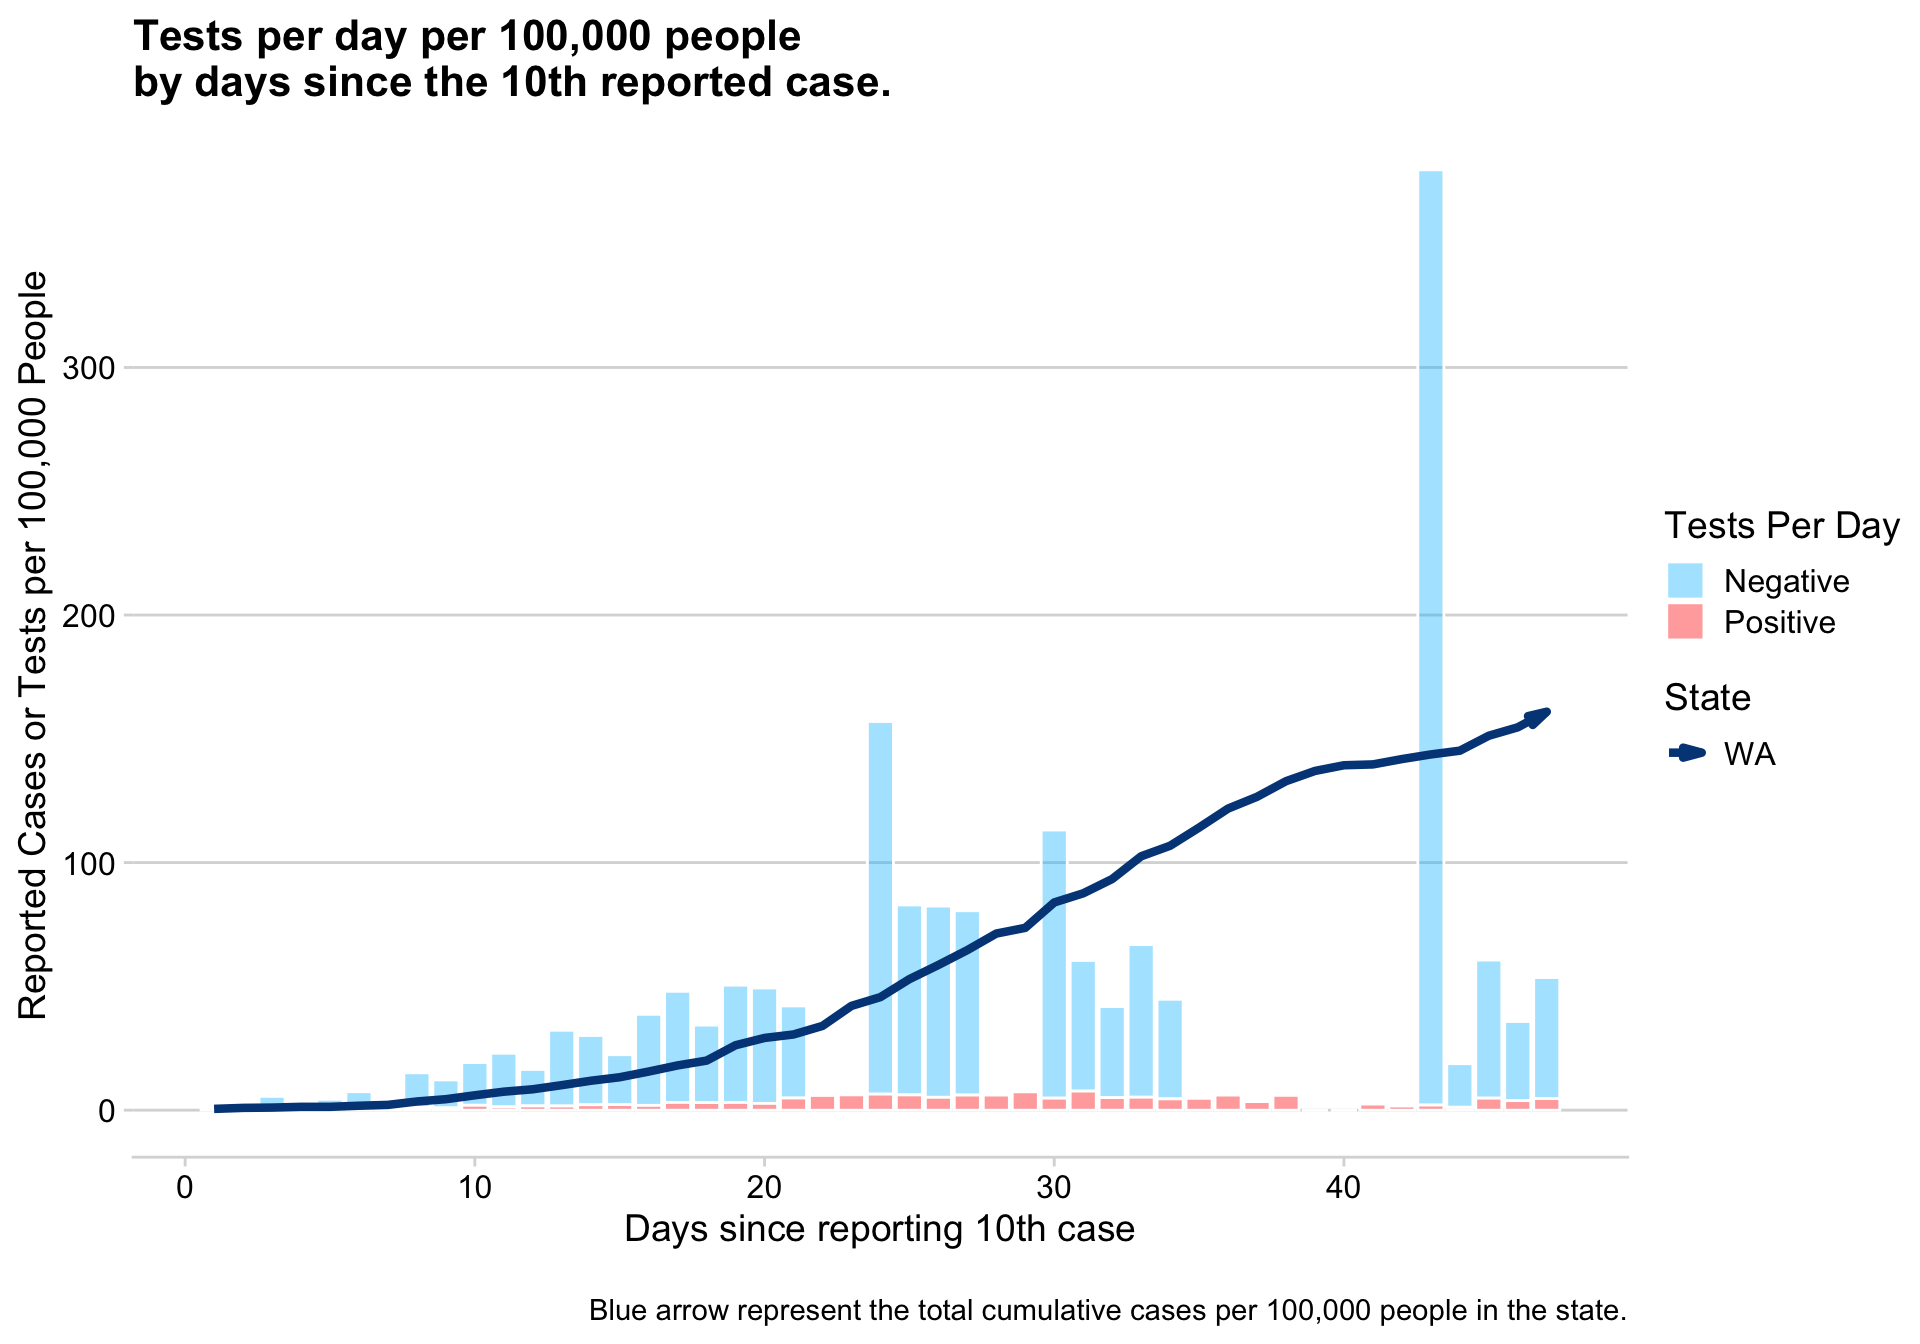 Tests per day per 100,000 people
by days since the 10th reported case.
Reported Cases or Tests per 100,000 People
300
200
100
0
0
10
20
30
40
Days since reporting 10th case
Tests Per Day
Negative
Positive
State
WA
Blue arrow represent the total cumulative cases per 100,000 people in the state.